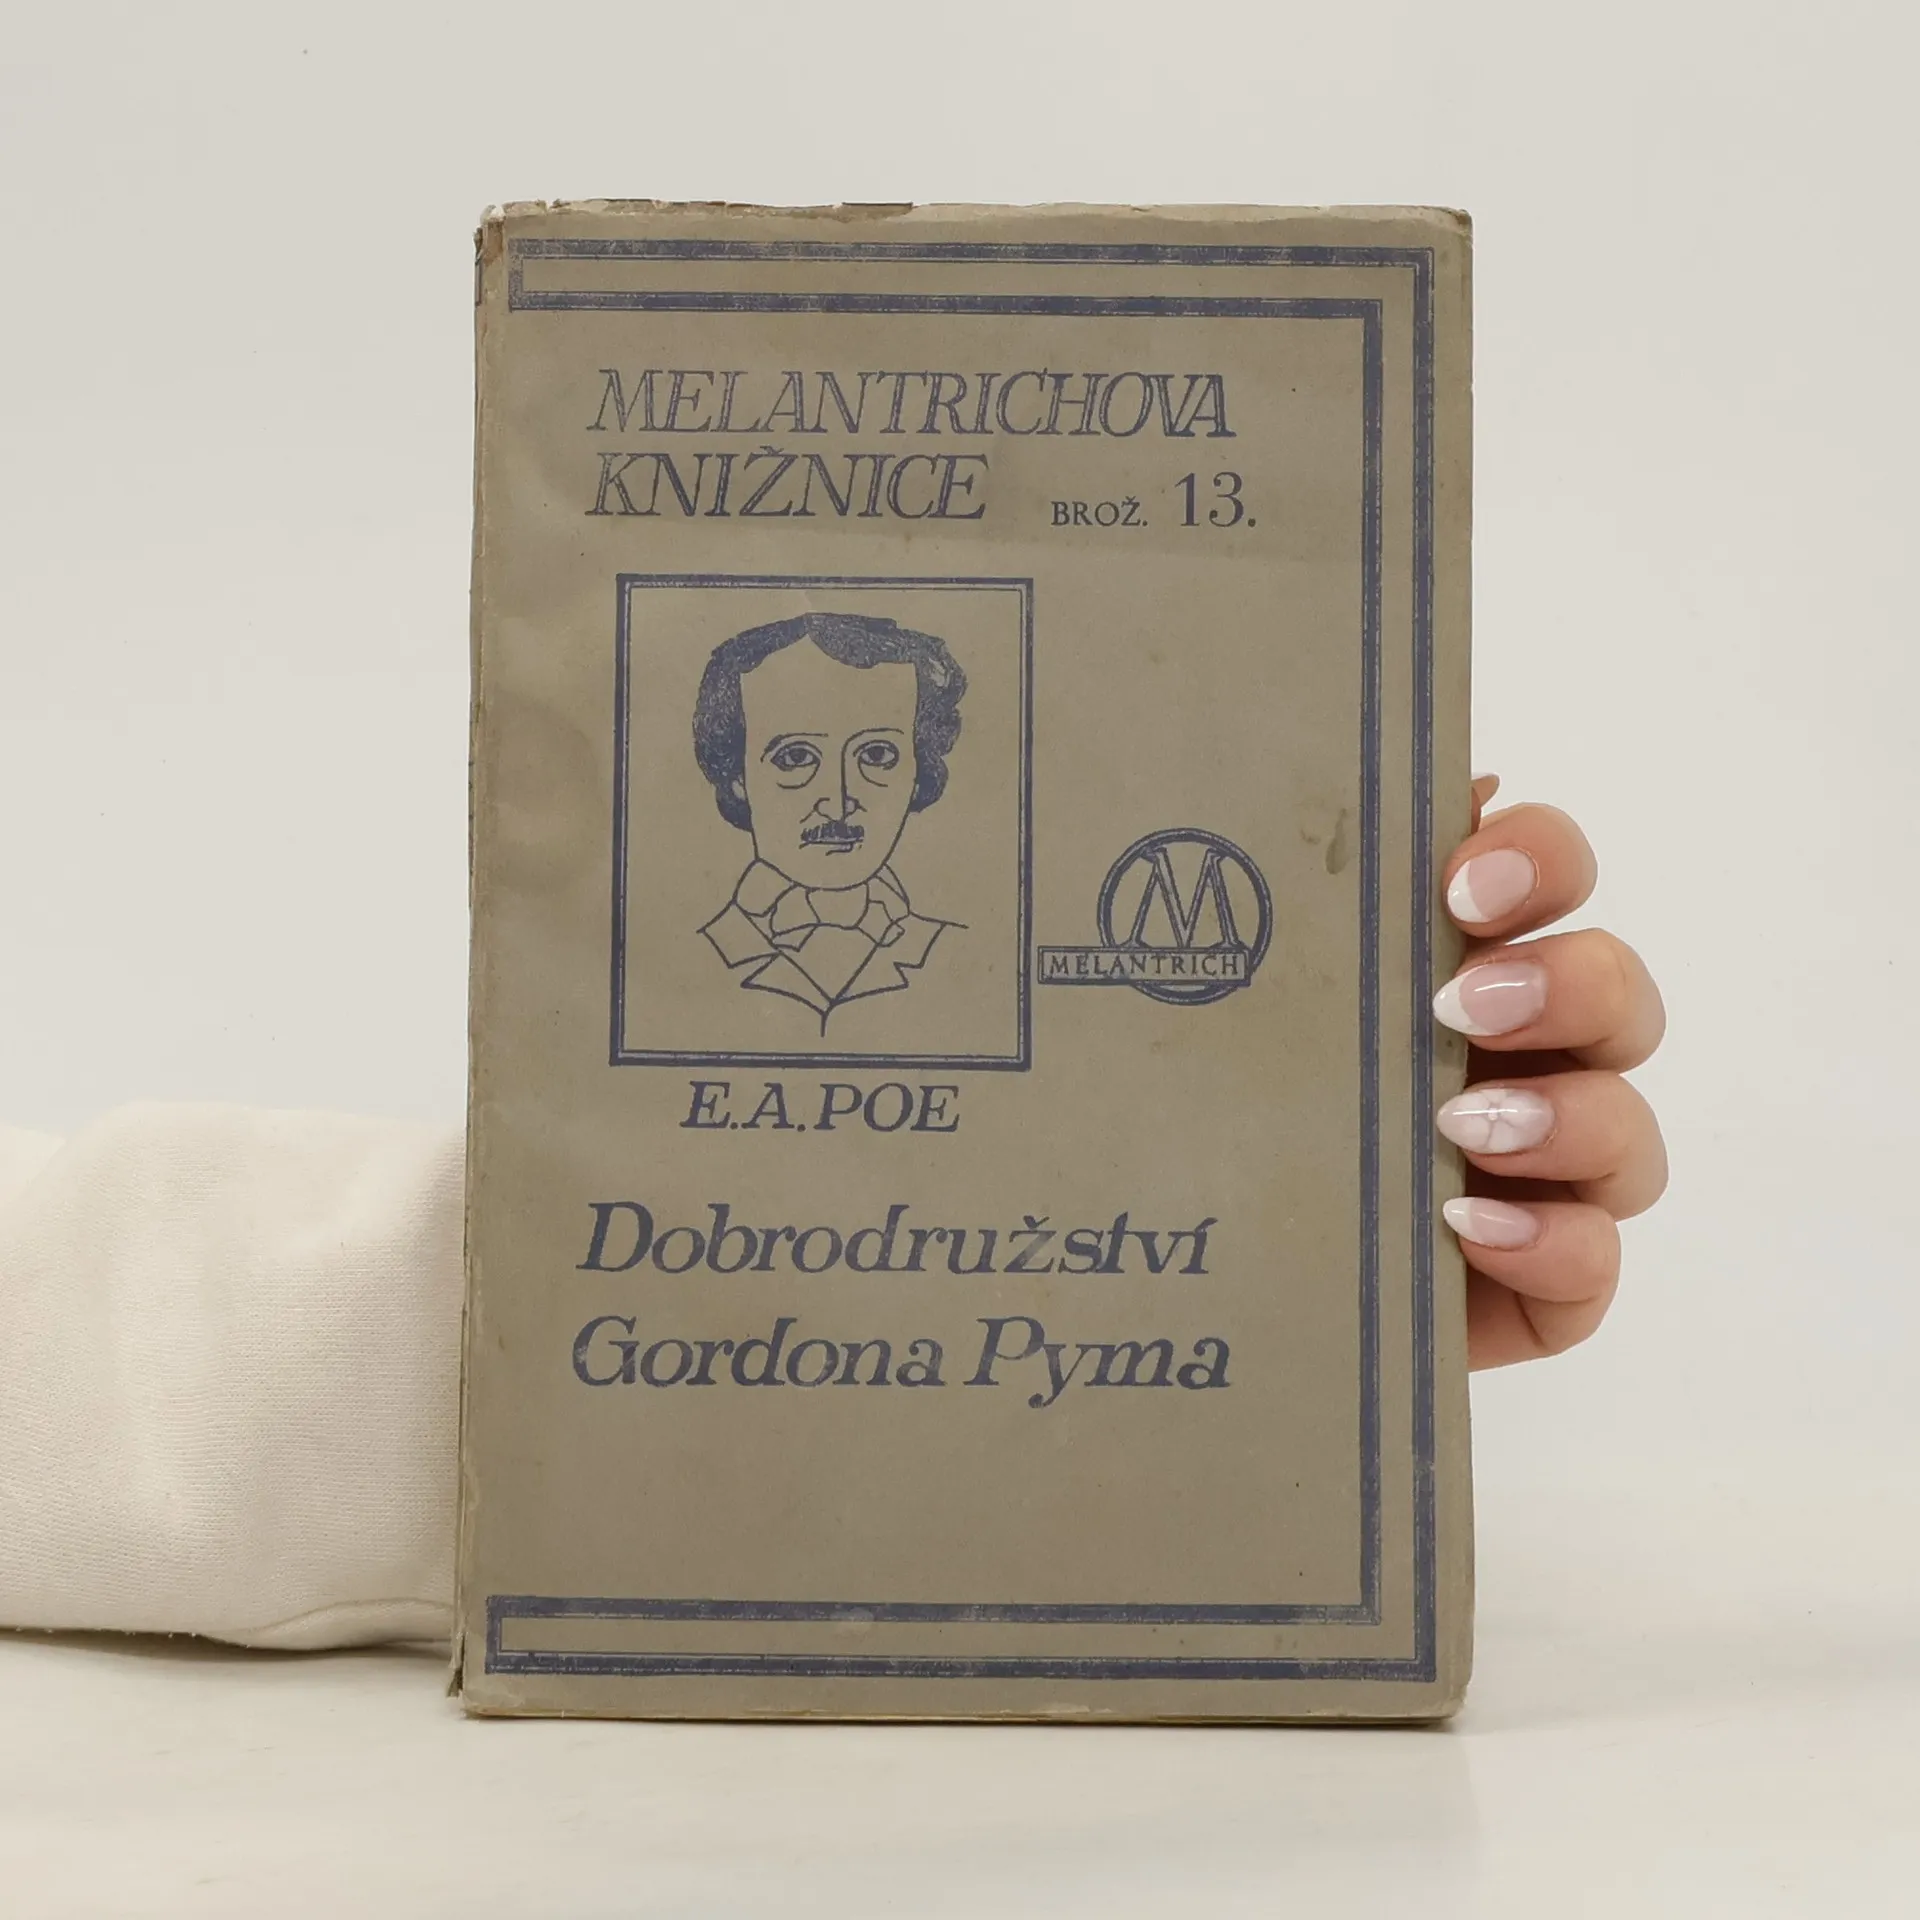 MELANTRICHOVA
KNIŽNICE BROŽ. 13.
M
MELANTRICH
E.A.POE
Dobrodružství
Gordona Pyma